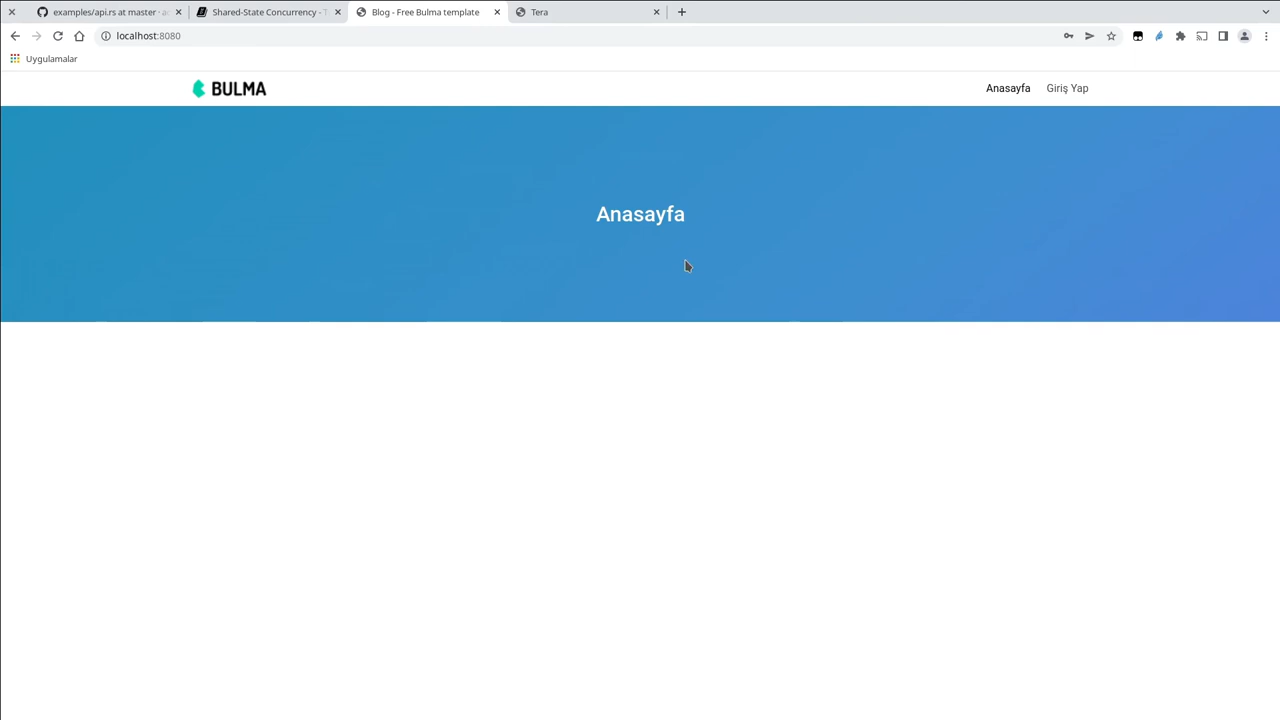 examples/api.rs at master · a
Shared-State Concurrency - T
Blog - Free Bulma template
Tera
localhost:8080
Uygulamalar
BULMA
Anasayfa
Giriş Yap
Anasayfa